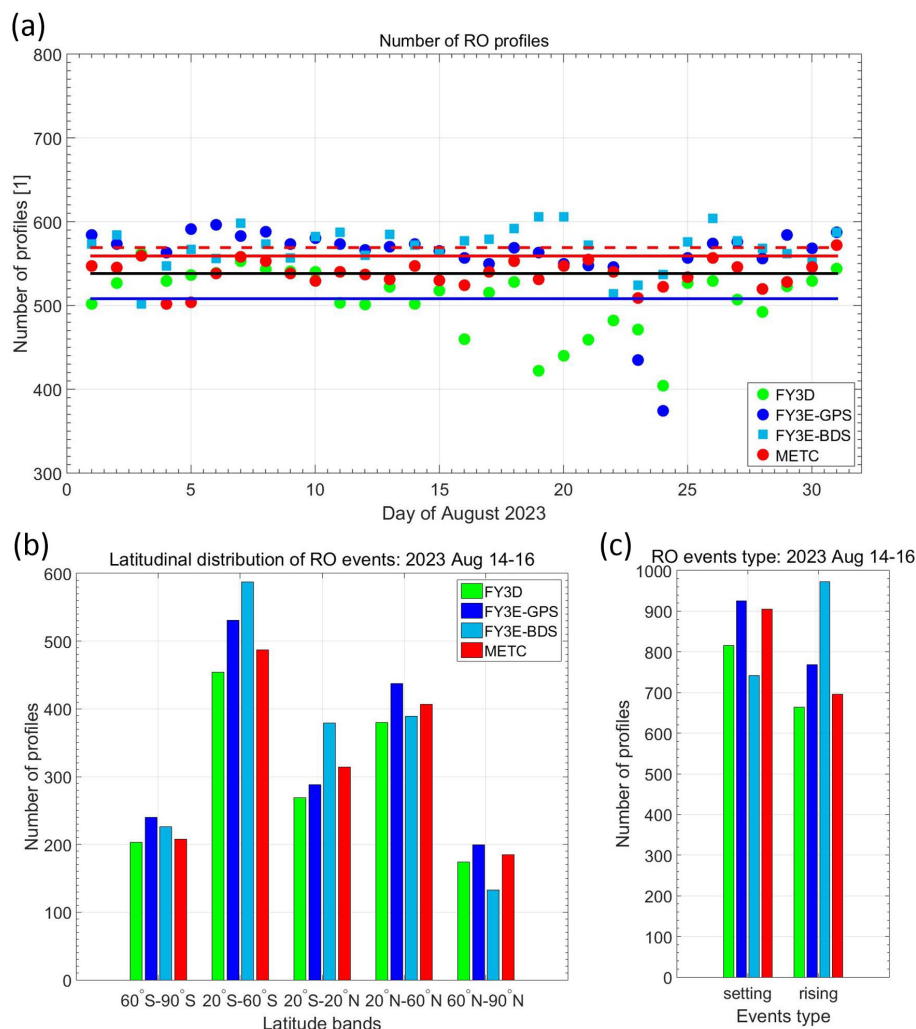 (a)
Number of RO profiles
800
700
600
500
400
300
Number of profiles [1]
0 5 10 15 20 25 30
Day of August 2023
FY3D
FY3E-GPS
FY3E-BDS
METC
(b)
Latitudinal distribution of RO events: 2023 Aug 14-16
600
500
400
300
200
100
0
Number of profiles
FY3D
FY3E-GPS
FY3E-BDS
METC
60°S-90°S 20°S-60°S 20°S-20°N 20°N-60°N 60°N-90°N
Latitude bands
(c)
RO events type: 2023 Aug 14-16
1000
900
800
700
600
500
400
300
200
100
0
Number of profiles
setting rising
Events type